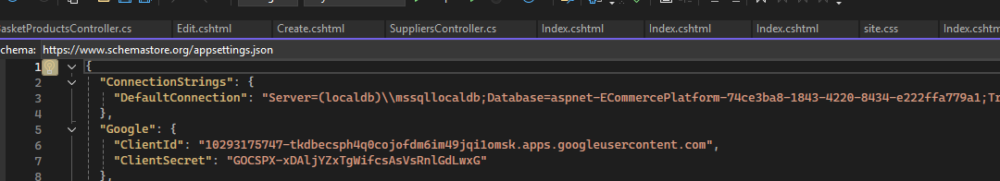 asketProductsController.cs Edit.cshtml Create.cshtml SuppliersController.cs Index.cshtml Index.cshtml Index.cshtml site.css Index.cshtm
chema: https://www.schemastore.org/appsettings.json
1 {
2 "ConnectionStrings": {
3 "DefaultConnection": "Server=(localdb)\\mssqllocaldb;Database=aspnet-ECommercePlatform-74ce3ba8-1843-4220-8434-e222ffa779a1;Tr
4 },
5 "Google": {
6 "ClientId": "10293175747-tkdbecsph4q0cojofdm6im49jqi1omsk.apps.googleusercontent.com",
7 "ClientSecret": "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"
8 },